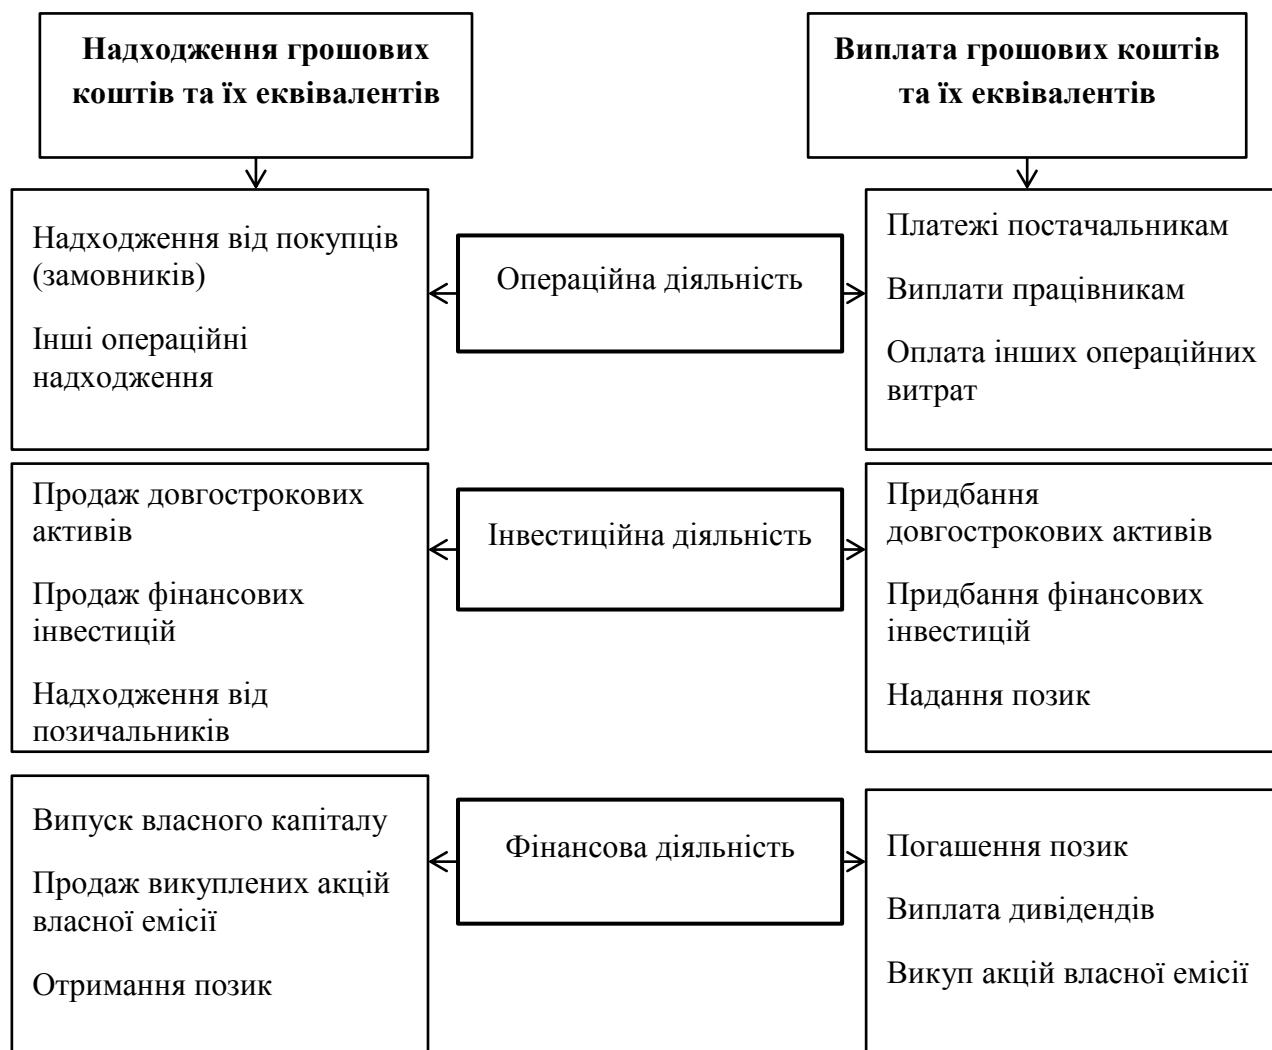 Надходження грошових
коштів та їх еквівалентів
Виплата грошових коштів
та їх еквівалентів
Надходження від покупців
(замовників)
Інші операційні
надходження
Операційна діяльність
Платежі постачальникам
Виплати працівникам
Оплата інших операційних
витрат
Продаж довгострокових
активів
Продаж фінансових
інвестицій
Надходження від
позичальників
Інвестиційна діяльність
Придбання
довгострокових активів
Придбання фінансових
інвестицій
Надання позик
Випуск власного капіталу
Продаж викуплених акцій
власної емісії
Отримання позик
Фінансова діяльність
Погашення позик
Виплата дивідендів
Викуп акцій власної емісії